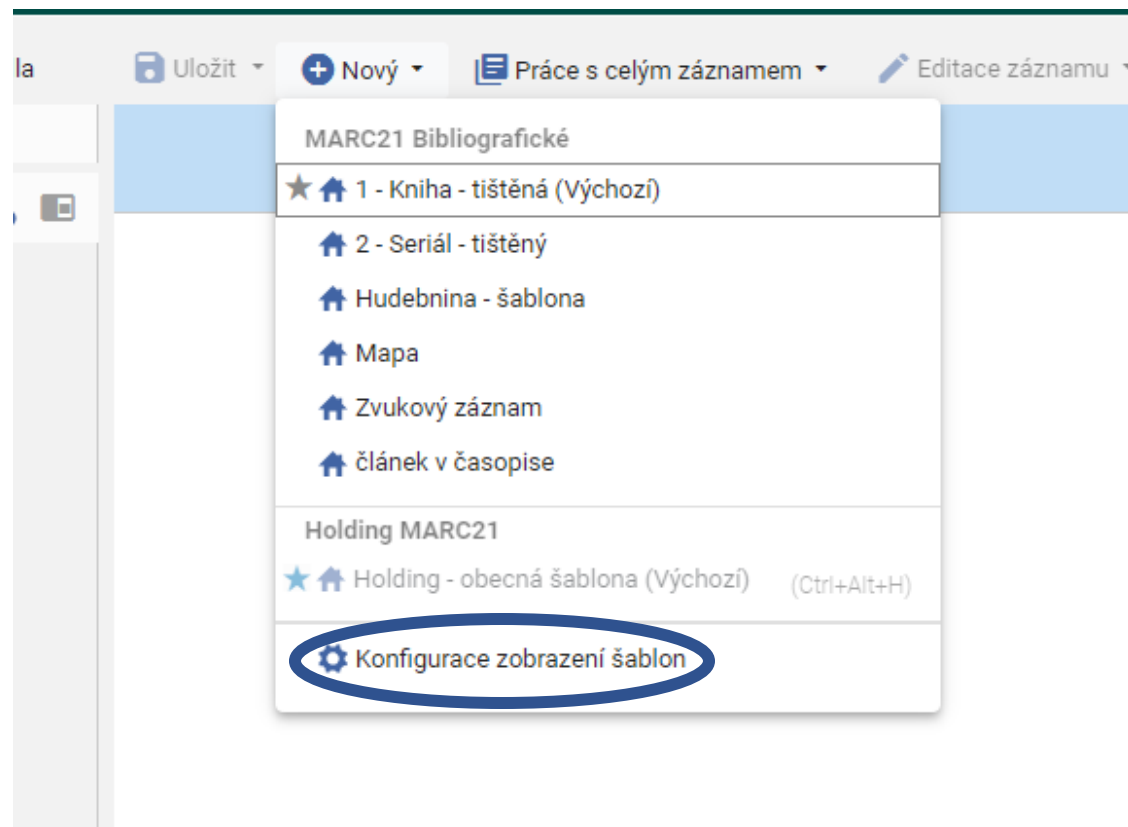 la Uložit Nový Práce s celým záznamem Editace záznamu
MARC21 Bibliografické
1 - Kniha - tištěná (Výchozí)
2 - Seriál - tištěný
Hudebnina - šablona
Mapa
Zvukový záznam
článek v časopise
Holding MARC21
Holding - obecná šablona (Výchozí) (Ctrl+Alt+H)
Konfigurace zobrazení šablon